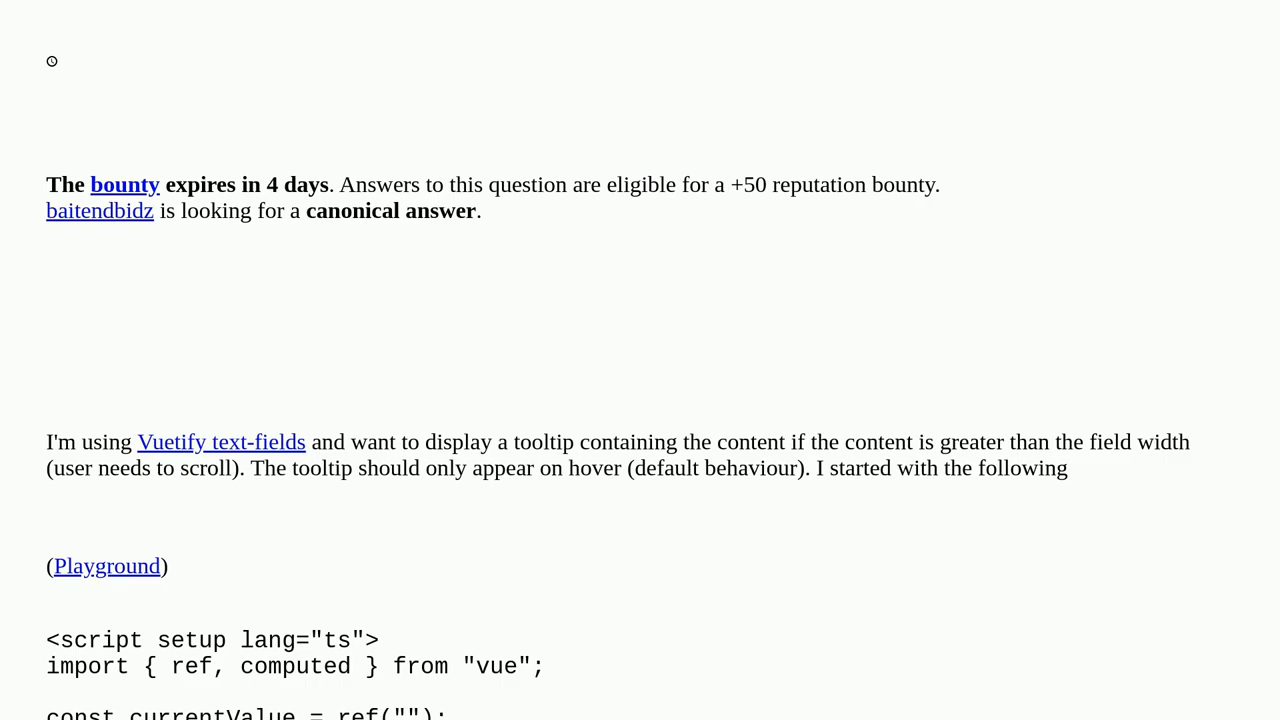 The bounty expires in 4 days. Answers to this question are eligible for a +50 reputation bounty.
baitendbidz is looking for a canonical answer.
I'm using Vuetify text-fields and want to display a tooltip containing the content if the content is greater than the field width
(user needs to scroll). The tooltip should only appear on hover (default behaviour). I started with the following
(Playground)
<script setup lang="ts">
import { ref, computed } from "vue";
const currentValue = ref("");